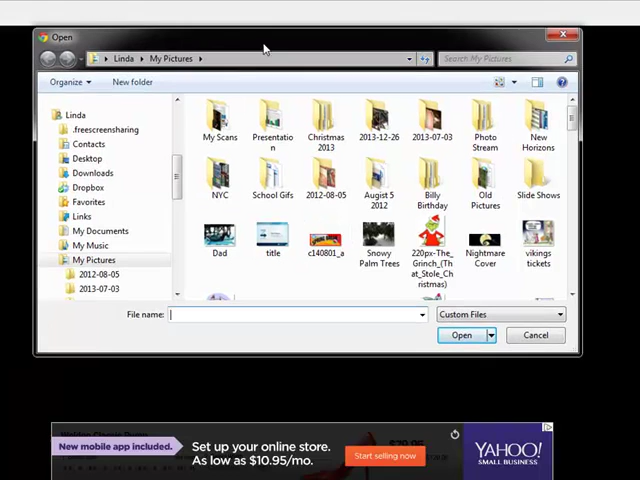 Open
Linda
My Pictures
Search My Pictures
Organize
New folder
Linda
.freescreensharing
Contacts
Desktop
Downloads
Dropbox
Favorites
Links
My Documents
My Music
My Pictures
2012-08-05
2013-07-03
My Scans
Presentatio
n
Christmas
2013
2013-12-26
2013-07-03
Photo
Stream
New
Horizons
NYC
School Gifs
2012-08-05
Augist 5
2012
Billy
Birthday
Old
Pictures
Slide Shows
Dad
title
c140801_a
Snowy
Palm Trees
220px-The_
Grinch_(Th
at_Stole_Ch
ristmas)
Nightmare
Cover
vikings
tickets
File name:
Custom Files
Open
Cancel
New mobile app included.
Set up your online store.
As low as $10.95/mo.
Start selling now
YAHOO!
SMALL BUSINESS